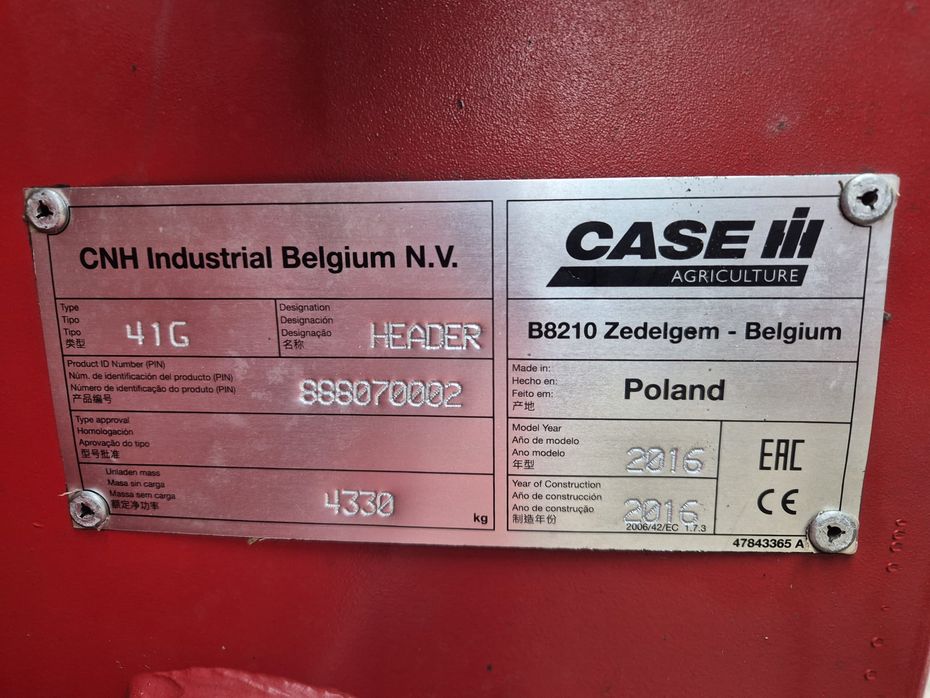 CNH Industrial Belgium N.V.
Type
Tipo
Tipo
类型
41G
Designation
Designación
Designação
名称
HEADER
Product ID Number (PIN)
Núm. de identificación del producto (PIN)
Número de identificação do produto (PIN)
产品编号
888070002
Type approval
Homologación
Aprovação do tipo
型号批准
Unladen mass
Masa sin carga
Massa sem carga
额定净功率
4330
kg
CASE IH
AGRICULTURE
B8210 Zedelgem - Belgium
Made in:
Hecho en:
Feito em:
产地
Poland
Model Year
Año de modelo
Ano modelo
年型
2016
Year of Construction
Año de construcción
Ano de construção
制造年份
2016
2006/42/EC 1.7.3
EAC
CE
47843365 A